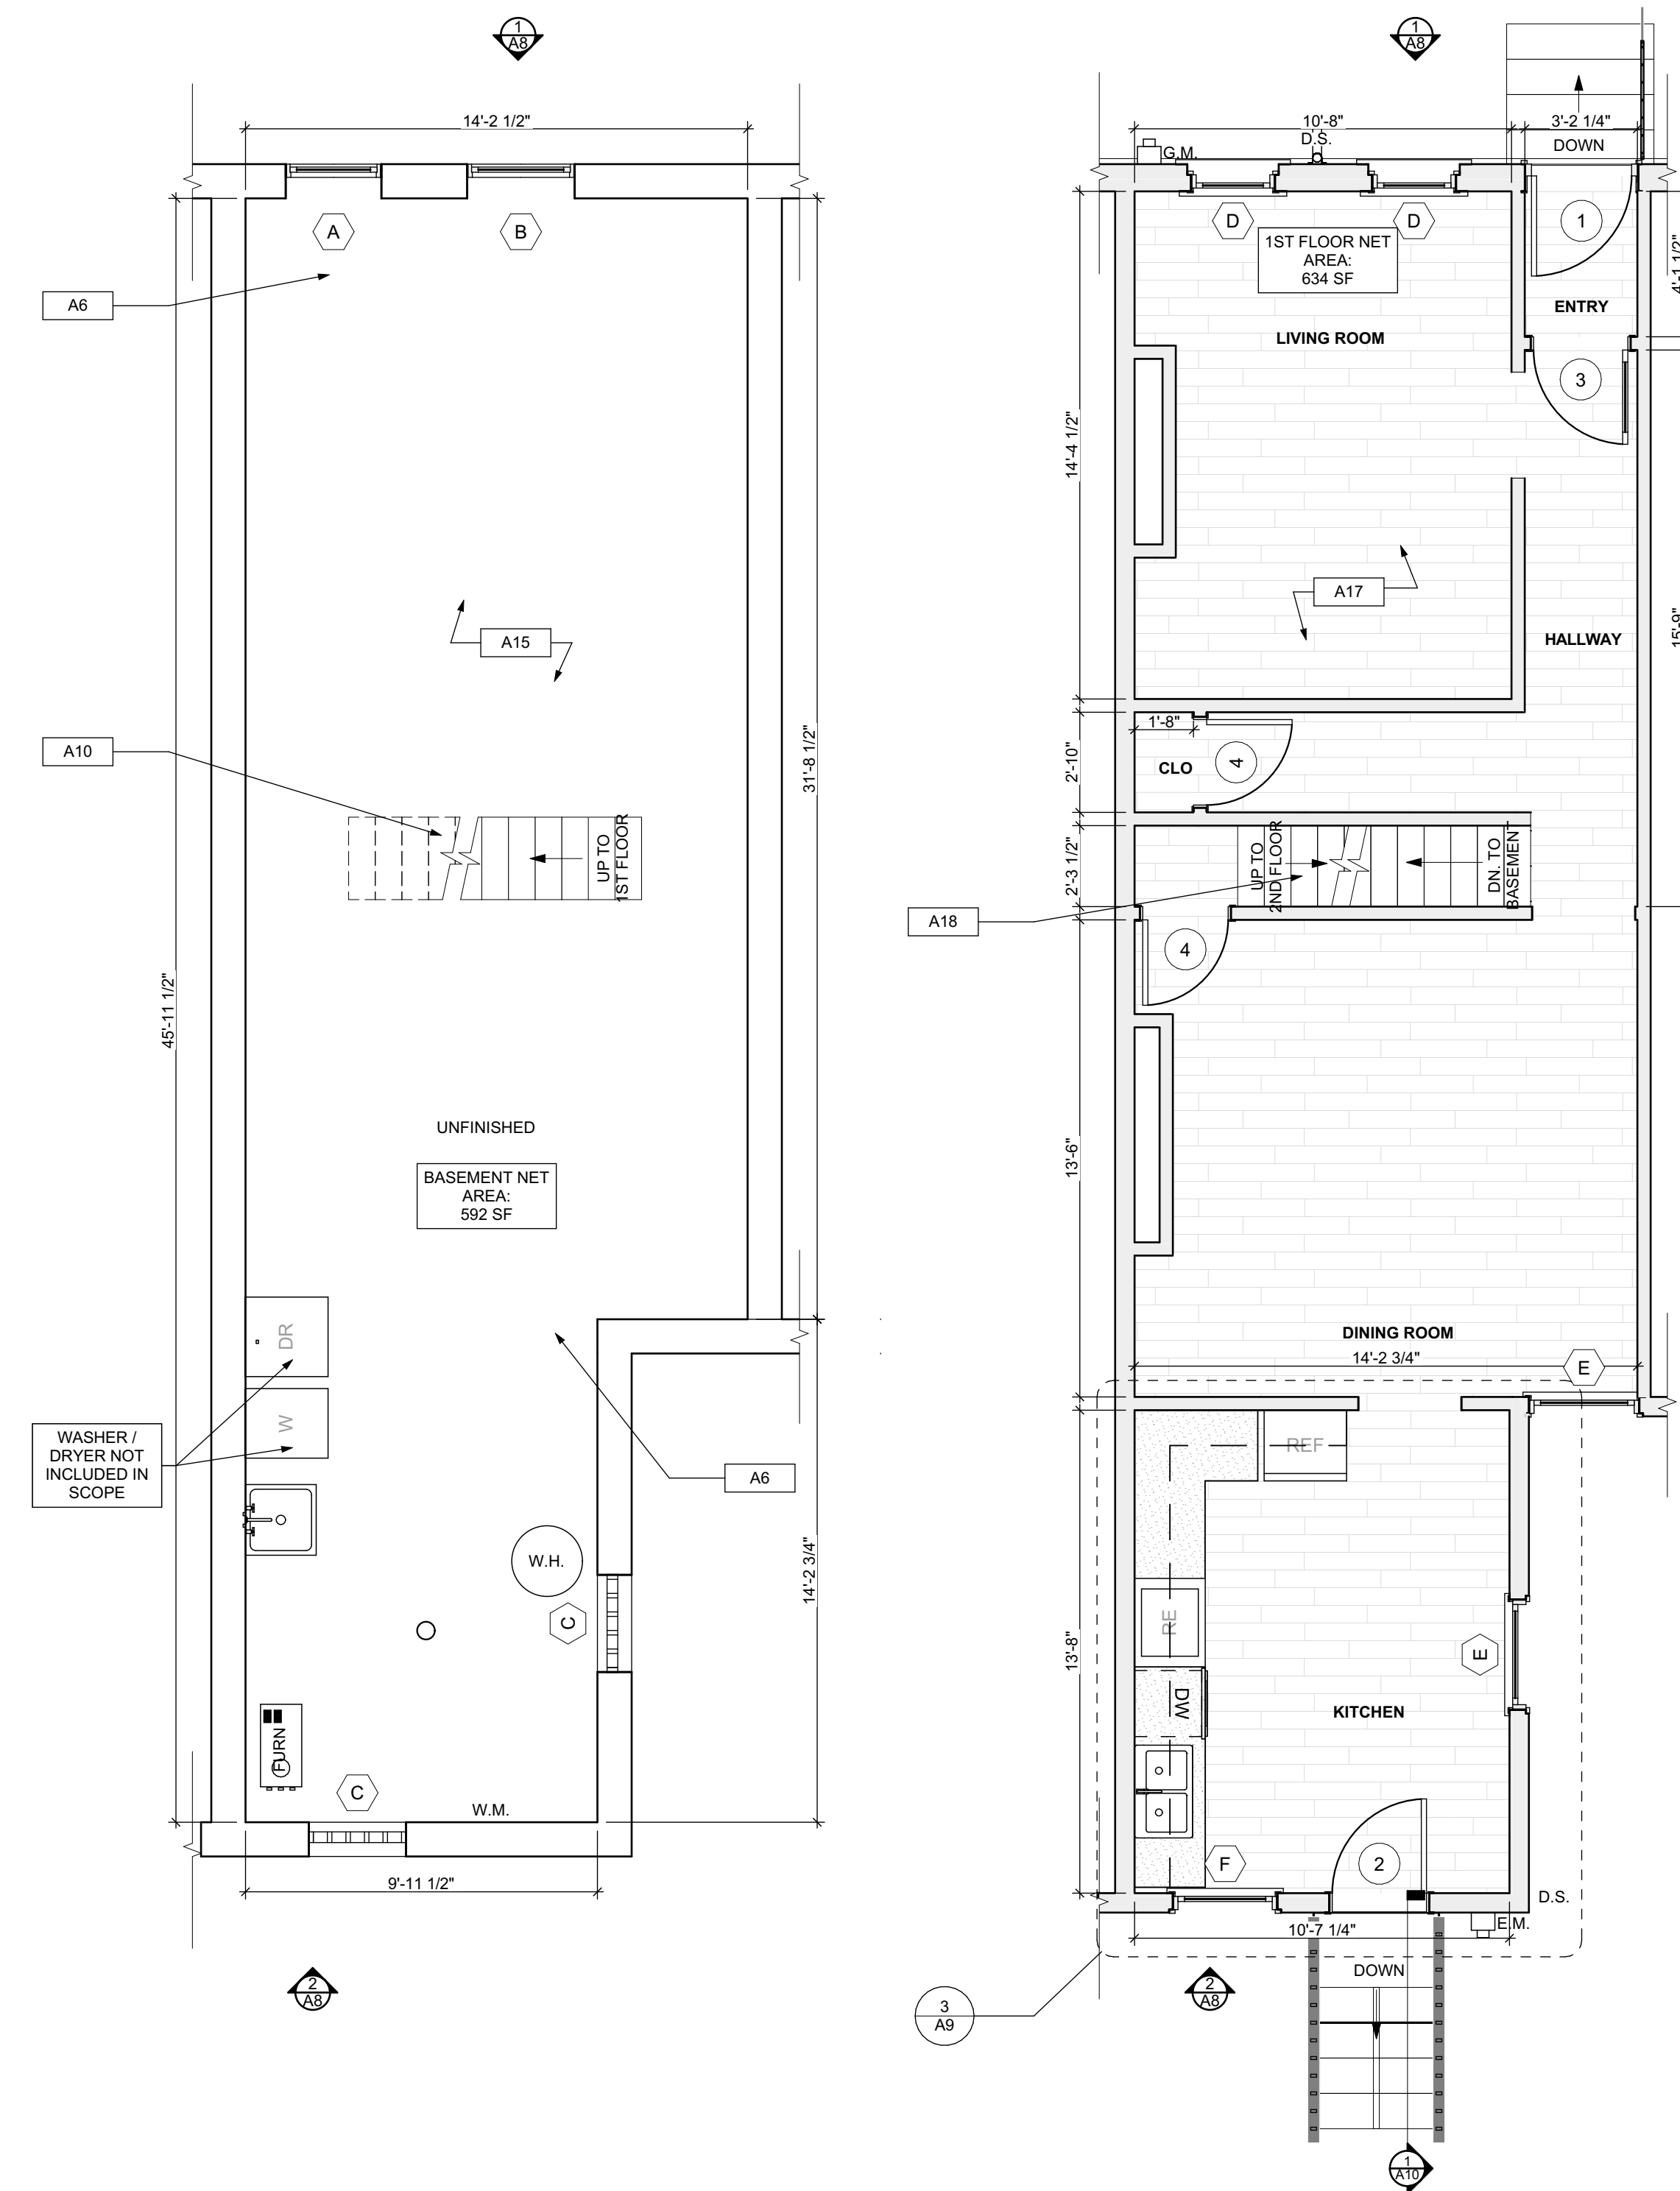 1
A8
14'-2 1/2"
A
B
A6
A15
A10
UP TO
1ST FLOOR
31'-8 1/2"
45'-11 1/2"
UNFINISHED
BASEMENT NET
AREA:
592 SF
DR
W
WASHER /
DRYER NOT
INCLUDED IN
SCOPE
A6
W.H.
C
14'-2 3/4"
FURN
C
W.M.
9'-11 1/2"
2
A8
1
A8
10'-8"
3'-2 1/4"
D.S.
DOWN
G.M.
D
D
1
1ST FLOOR NET
AREA:
634 SF
4'-1 1/2"
ENTRY
LIVING ROOM
3
14'-4 1/2"
A17
HALLWAY
15'-9"
1'-8"
2'-10"
CLO
4
UP TO
2ND FLOOR
DN. TO
BASEMENT
2'-3 1/2"
A18
4
13'-6"
DINING ROOM
14'-2 3/4"
E
REF
RE
E
13'-8"
DW
KITCHEN
F
2
D.S.
E.M.
10'-7 1/4"
DOWN
3
A9
2
A8
1
A10